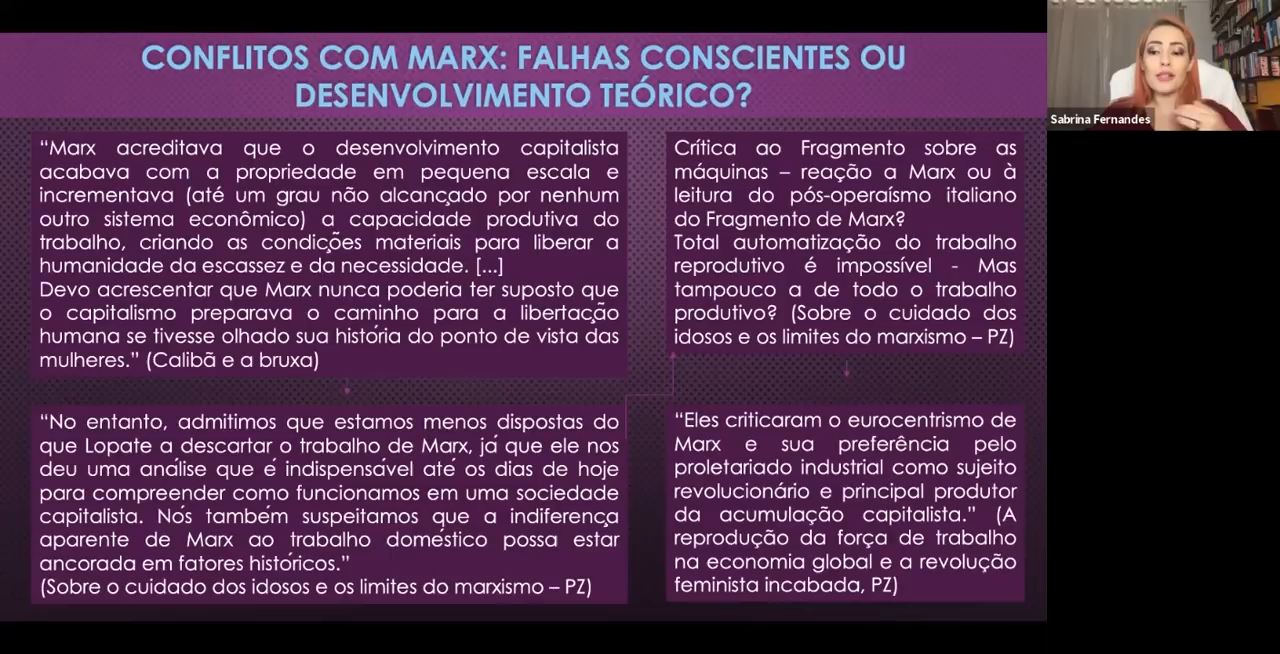 CONFLITOS COM MARX: FALHAS CONSCIENTES OU
DESENVOLVIMENTO TEÓRICO?
“Marx acreditava que o desenvolvimento capitalista
acabava com a propriedade em pequena escala e
incrementava (até um grau não alcançado por nenhum
outro sistema econômico) a capacidade produtiva do
trabalho, criando as condições materiais para liberar a
humanidade da escassez e da necessidade. [...]
Devo acrescentar que Marx nunca poderia ter suposto que
o capitalismo preparava o caminho para a libertação
humana se tivesse olhado sua história do ponto de vista das
mulheres.” (Calibã e a bruxa)
“No entanto, admitimos que estamos menos dispostas do
que Lopate a descartar o trabalho de Marx, já que ele nos
deu uma análise que é indispensável até os dias de hoje
para compreender como funcionamos em uma sociedade
capitalista. Nós também suspeitamos que a indiferença
aparente de Marx ao trabalho doméstico possa estar
ancorada em fatores históricos.”
(Sobre o cuidado dos idosos e os limites do marxismo – PZ)
Crítica ao Fragmento sobre as
máquinas – reação a Marx ou à
leitura do pós-operaísmo italiano
do Fragmento de Marx?
Total automatização do trabalho
reprodutivo é impossível - Mas
tampouco a de todo o trabalho
produtivo? (Sobre o cuidado dos
idosos e os limites do marxismo – PZ)
“Eles criticaram o eurocentrismo de
Marx e sua preferência pelo
proletariado industrial como sujeito
revolucionário e principal produtor
da acumulação capitalista.” (A
reprodução da força de trabalho
na economia global e a revolução
feminista incabada, PZ)
Sabrina Fernandes